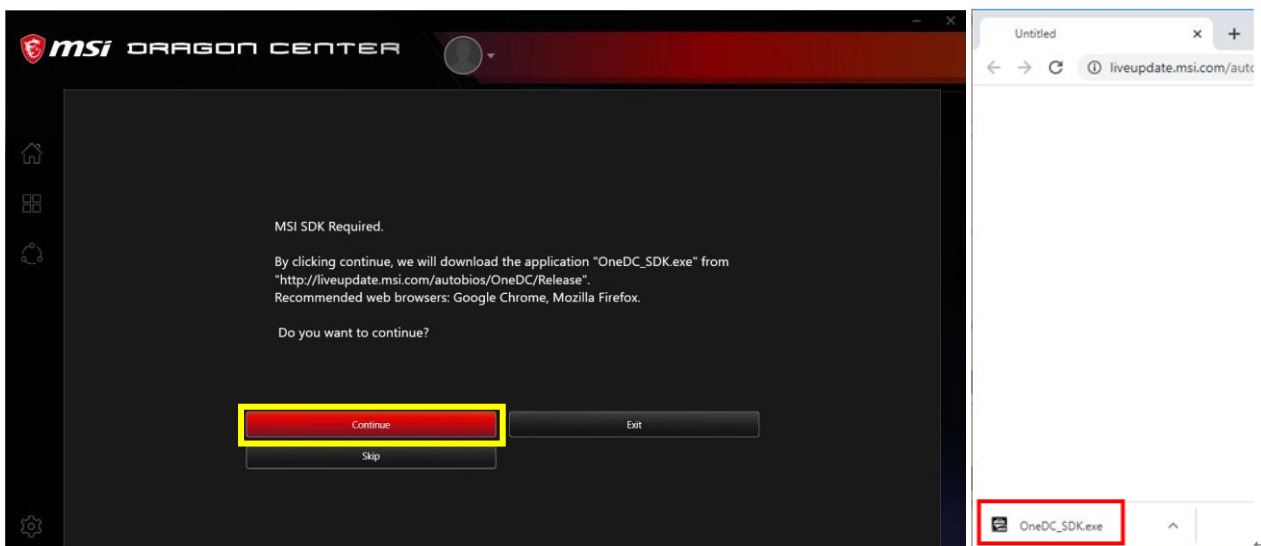 msi DRAGON CENTER
MSI SDK Required.
By clicking continue, we will download the application "OneDC_SDK.exe" from
"http://liveupdate.msi.com/autobios/OneDC/Release".
Recommended web browsers: Google Chrome, Mozilla Firefox.
Do you want to continue?
Continue
Exit
Skip
Untitled
liveupdate.msi.com/auto
OneDC_SDK.exe